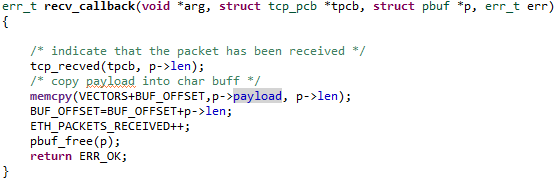 err_t recv_callback(void *arg, struct tcp_pcb *tpcb, struct pbuf *p, err_t err)
{
/* indicate that the packet has been received */
tcp_recved(tpcb, p->len);
/* copy payload into char buff */
memcpy(VECTORS+BUF_OFFSET,p->payload, p->len);
BUF_OFFSET=BUF_OFFSET+p->len;
ETH_PACKETS_RECEIVED++;
pbuf_free(p);
return ERR_OK;
}